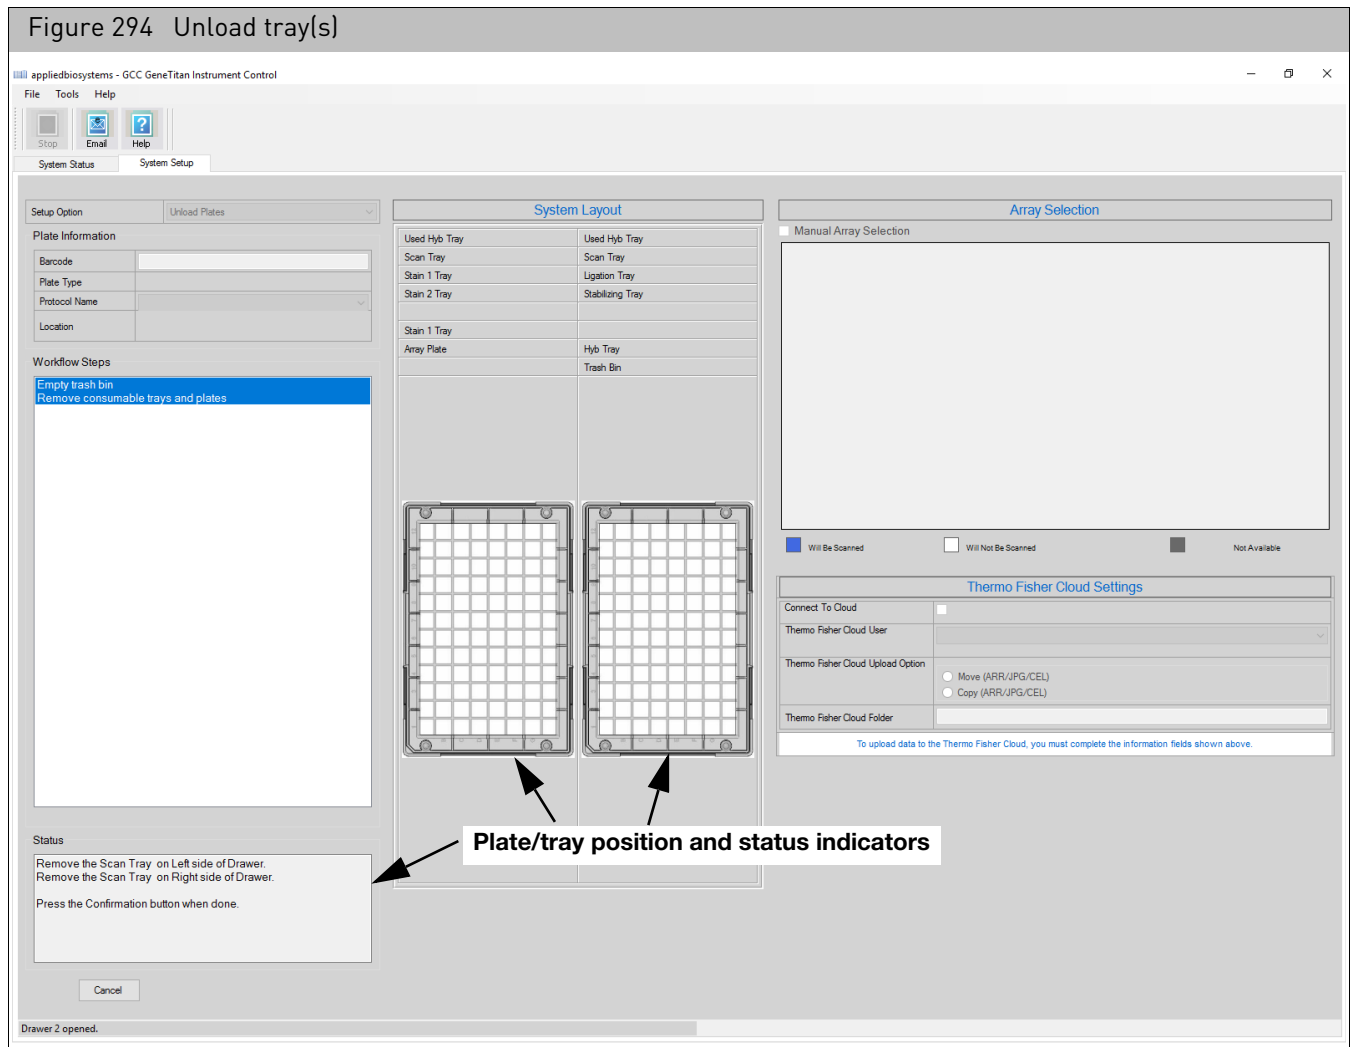 Figure 294 Unload tray(s)
appliedbiosystems - GCC GeneTitan Instrument Control
File Tools Help
Stop Email Help
System Status System Setup
Setup Option Unload Plates
Plate Information
Barcode
Plate Type
Protocol Name
Location
Workflow Steps
Empty trash bin
Remove consumable trays and plates
Status
Remove the Scan Tray on Left side of Drawer.
Remove the Scan Tray on Right side of Drawer.
Press the Confirmation button when done.
Cancel
Drawer 2 opened.
System Layout
Used Hyb Tray Used Hyb Tray
Scan Tray Scan Tray
Stain 1 Tray Ligation Tray
Stain 2 Tray Stabilizing Tray
Stain 1 Tray
Array Plate Hyb Tray
Trash Bin
Plate/tray position and status indicators
Array Selection
Manual Array Selection
Will Be Scanned Will Not Be Scanned Not Available
Thermo Fisher Cloud Settings
Connect To Cloud
Thermo Fisher Cloud User
Thermo Fisher Cloud Upload Option
Move (ARR/JPG/CEL)
Copy (ARR/JPG/CEL)
Thermo Fisher Cloud Folder
To upload data to the Thermo Fisher Cloud, you must complete the information fields shown above.